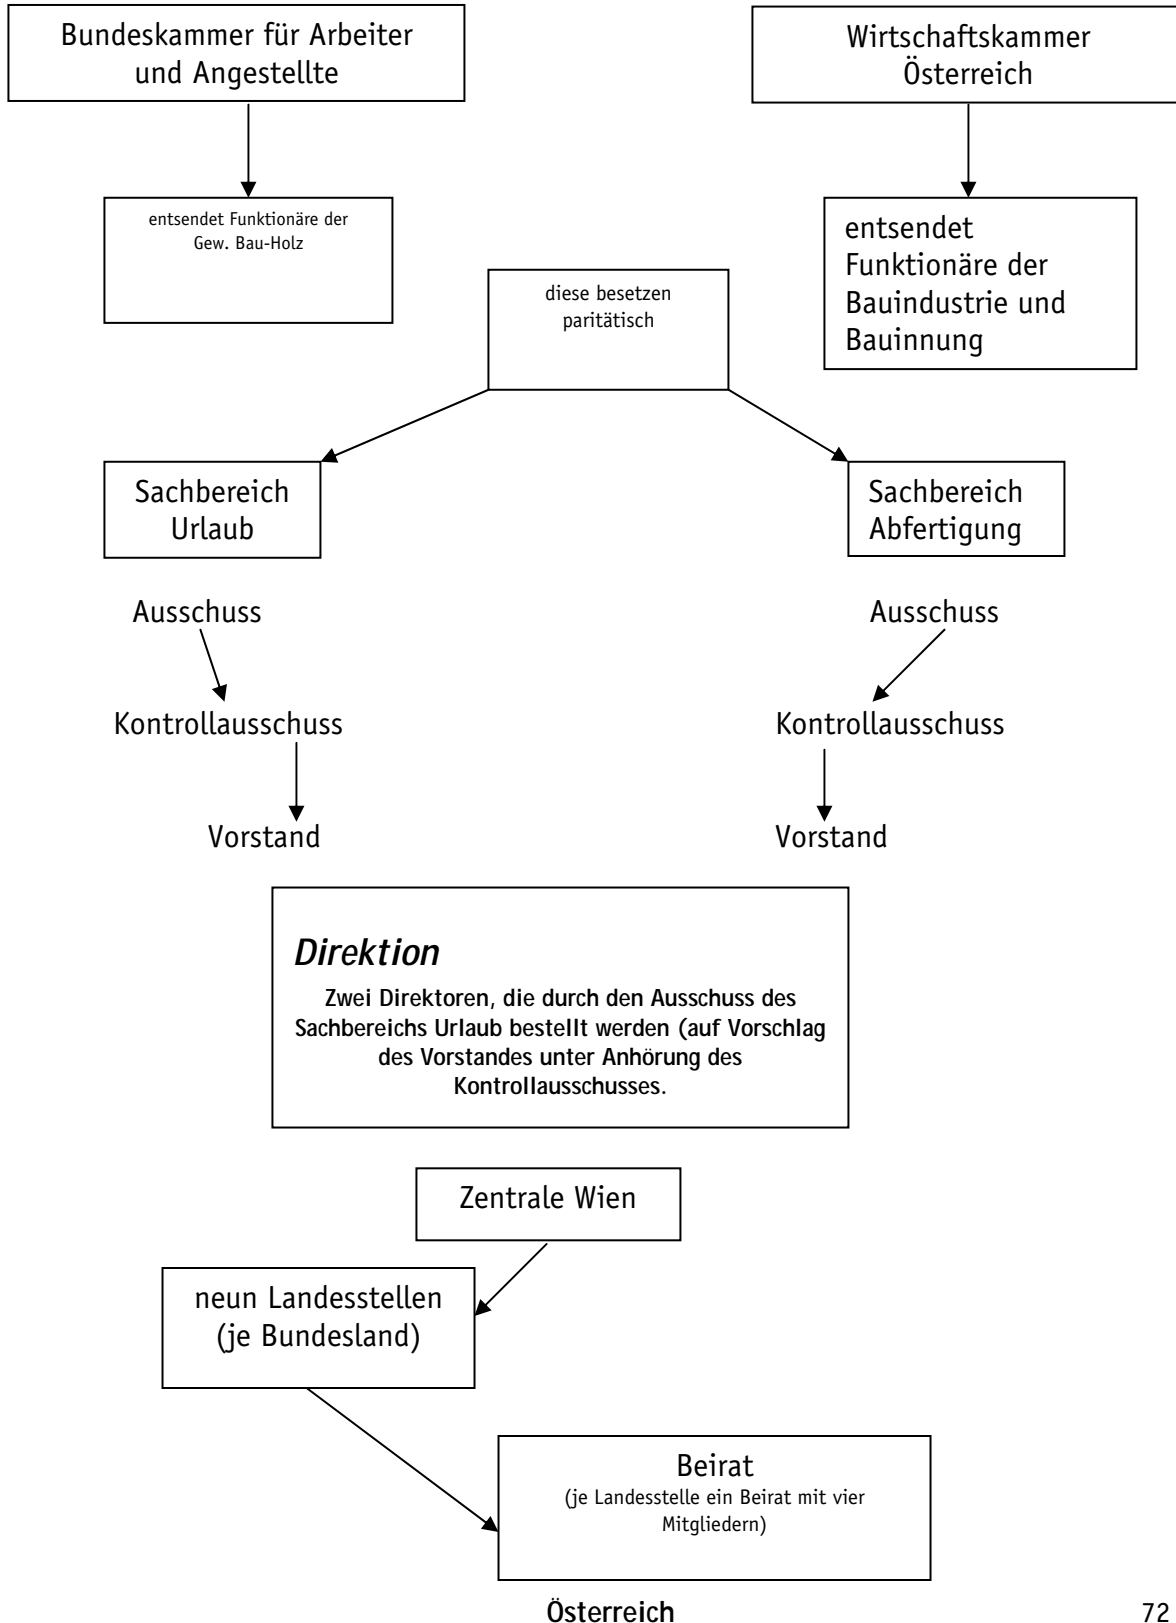 Bundeskammer für Arbeiter
und Angestellte
Wirtschaftskammer
Österreich
entsendet Funktionäre der
Gew. Bau-Holz
entsendet
Funktionäre der
Bauindustrie und
Bauinnung
diese besetzen
paritätisch
Sachbereich
Urlaub
Sachbereich
Abfertigung
Ausschuss
Ausschuss
Kontrollausschuss
Kontrollausschuss
Vorstand
Vorstand
Direktion
Zwei Direktoren, die durch den Ausschuss des
Sachbereichs Urlaub bestellt werden (auf Vorschlag
des Vorstandes unter Anhörung des
Kontrollausschusses.
Zentrale Wien
neun Landesstellen
(je Bundesland)
Beirat
(je Landesstelle ein Beirat mit vier
Mitgliedern)
Österreich
72